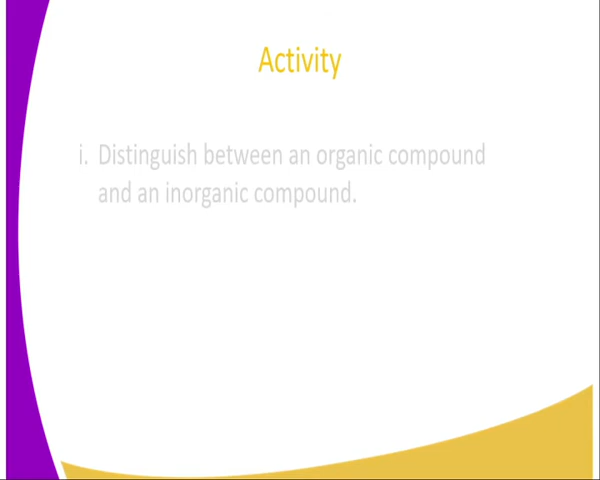 Activity
i. Distinguish between an organic compound
and an inorganic compound.